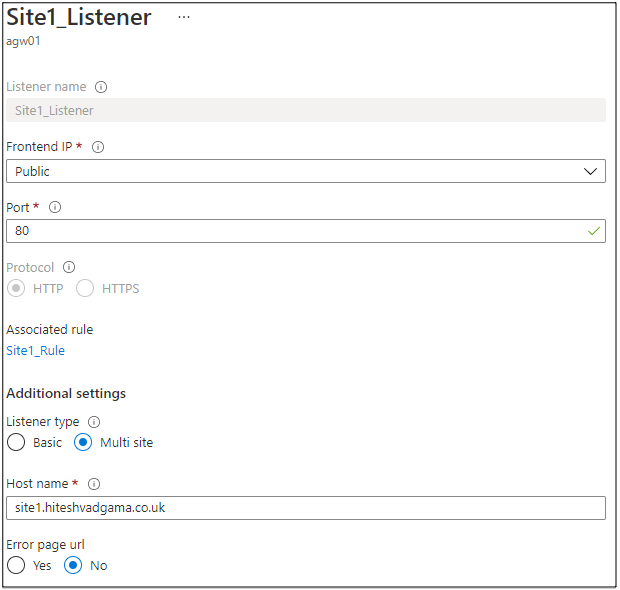 Site1_Listener ...
agw01
Listener name
Site1_Listener
Frontend IP *
Public
Port *
80
Protocol
HTTP HTTPS
Associated rule
Site1_Rule
Additional settings
Listener type
Basic Multi site
Host name *
site1.hiteshvadgama.co.uk
Error page url
Yes No